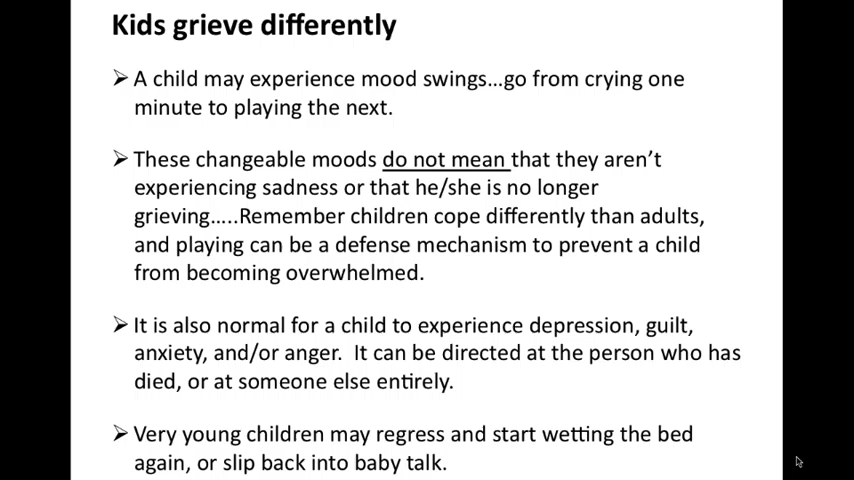 Kids grieve differently
➢ A child may experience mood swings...go from crying one
minute to playing the next.
➢ These changeable moods do not mean that they aren't
experiencing sadness or that he/she is no longer
grieving.....Remember children cope differently than adults,
and playing can be a defense mechanism to prevent a child
from becoming overwhelmed.
➢ It is also normal for a child to experience depression, guilt,
anxiety, and/or anger.  It can be directed at the person who has
died, or at someone else entirely.
➢ Very young children may regress and start wetting the bed
again, or slip back into baby talk.